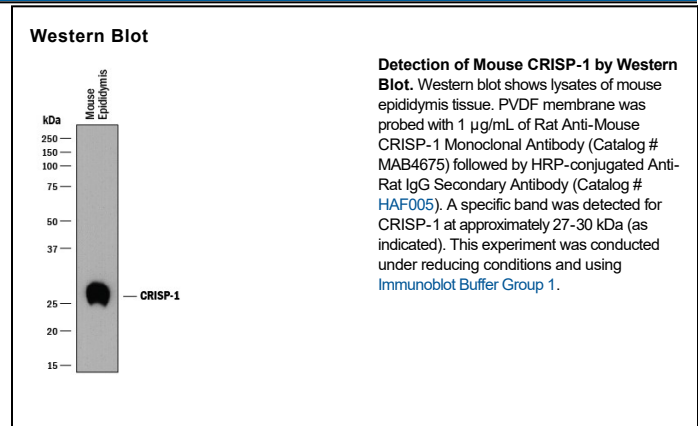 Western Blot
Mouse
Epididymis
kDa
250
150
100
75
50
37
25
20
15
CRISP-1
Detection of Mouse CRISP-1 by Western
Blot. Western blot shows lysates of mouse
epididymis tissue. PVDF membrane was
probed with 1 µg/mL of Rat Anti-Mouse
CRISP-1 Monoclonal Antibody (Catalog #
MAB4675) followed by HRP-conjugated Anti-
Rat IgG Secondary Antibody (Catalog #
HAF005). A specific band was detected for
CRISP-1 at approximately 27-30 kDa (as
indicated). This experiment was conducted
under reducing conditions and using
Immunoblot Buffer Group 1.